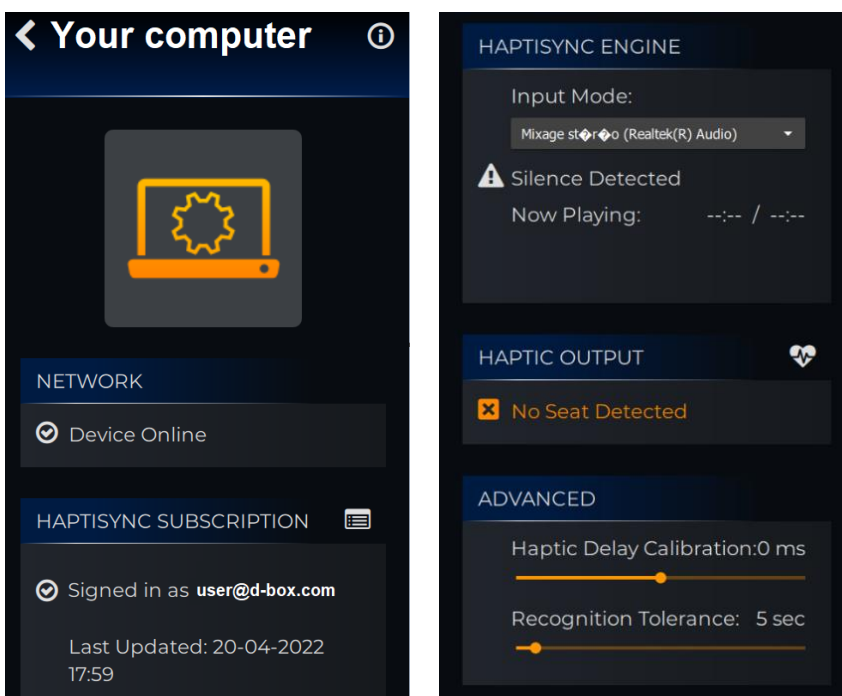 Your computer
NETWORK
Device Online
HAPTISYNC SUBSCRIPTION
Signed in as user@d-box.com
Last Updated: 20-04-2022
17:59
HAPTISYNC ENGINE
Input Mode:
Mixage st�r�o (Realtek(R) Audio)
Silence Detected
Now Playing: --:-- / --:--
HAPTIC OUTPUT
No Seat Detected
ADVANCED
Haptic Delay Calibration:0 ms
Recognition Tolerance: 5 sec